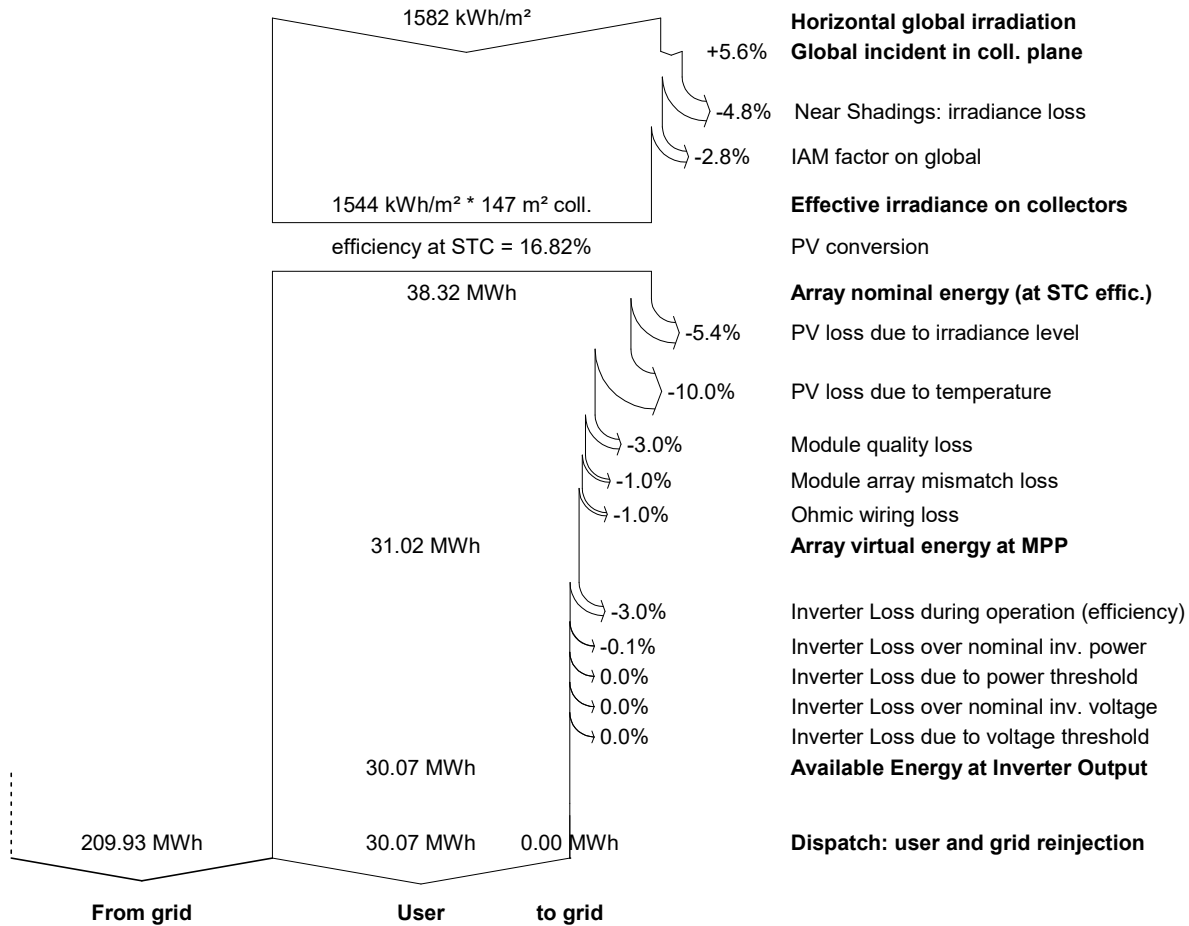 1582 kWh/m² Horizontal global irradiation
+5.6% Global incident in coll. plane
-4.8% Near Shadings: irradiance loss
-2.8% IAM factor on global
1544 kWh/m² * 147 m² coll. Effective irradiance on collectors
efficiency at STC = 16.82% PV conversion
38.32 MWh Array nominal energy (at STC effic.)
-5.4% PV loss due to irradiance level
-10.0% PV loss due to temperature
-3.0% Module quality loss
-1.0% Module array mismatch loss
-1.0% Ohmic wiring loss
31.02 MWh Array virtual energy at MPP
-3.0% Inverter Loss during operation (efficiency)
-0.1% Inverter Loss over nominal inv. power
0.0% Inverter Loss due to power threshold
0.0% Inverter Loss over nominal inv. voltage
0.0% Inverter Loss due to voltage threshold
30.07 MWh Available Energy at Inverter Output
209.93 MWh 30.07 MWh 0.00 MWh Dispatch: user and grid reinjection
From grid User to grid